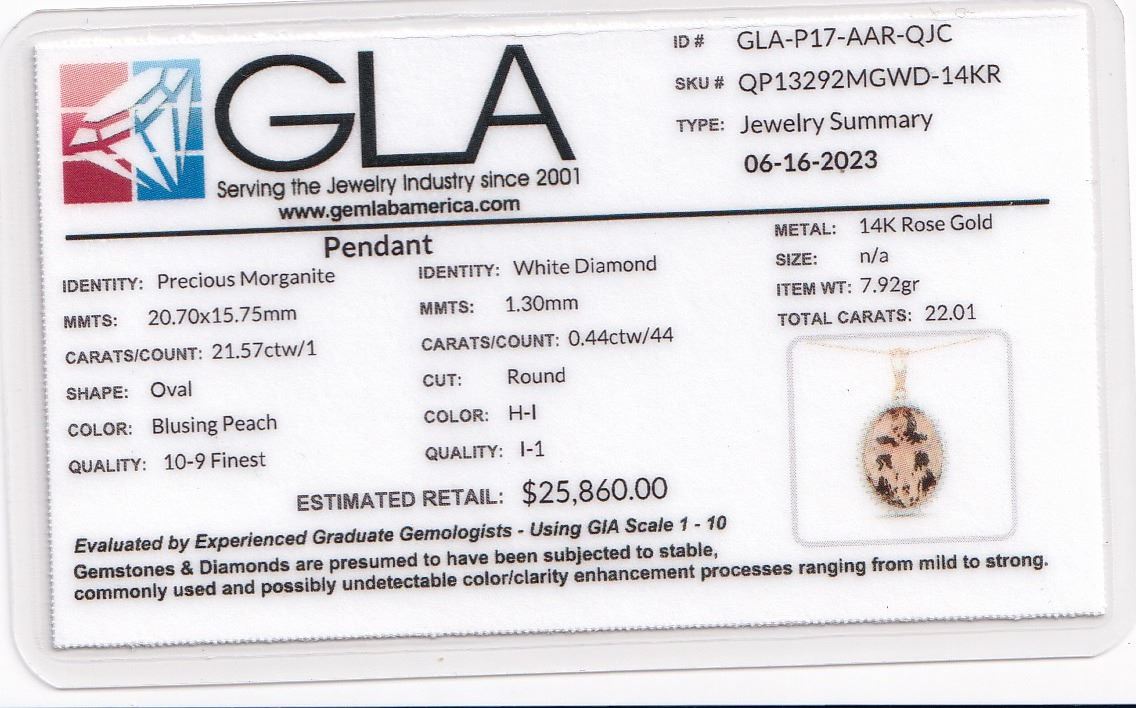 GLA
Serving the Jewelry Industry since 2001
www.gemlabamerica.com
ID # GLA-P17-AAR-QJC
SKU # QP13292MGWD-14KR
TYPE: Jewelry Summary
06-16-2023
Pendant
IDENTITY: Precious Morganite
MMTS: 20.70x15.75mm
CARATS/COUNT: 21.57ctw/1
SHAPE: Oval
COLOR: Blusing Peach
QUALITY: 10-9 Finest
IDENTITY: White Diamond
MMTS: 1.30mm
CARATS/COUNT: 0.44ctw/44
CUT: Round
COLOR: H-I
QUALITY: I-1
METAL: 14K Rose Gold
SIZE: n/a
ITEM WT: 7.92gr
TOTAL CARATS: 22.01
ESTIMATED RETAIL: $25,860.00
Evaluated by Experienced Graduate Gemologists - Using GIA Scale 1 - 10
Gemstones & Diamonds are presumed to have been subjected to stable,
commonly used and possibly undetectable color/clarity enhancement processes ranging from mild to strong.